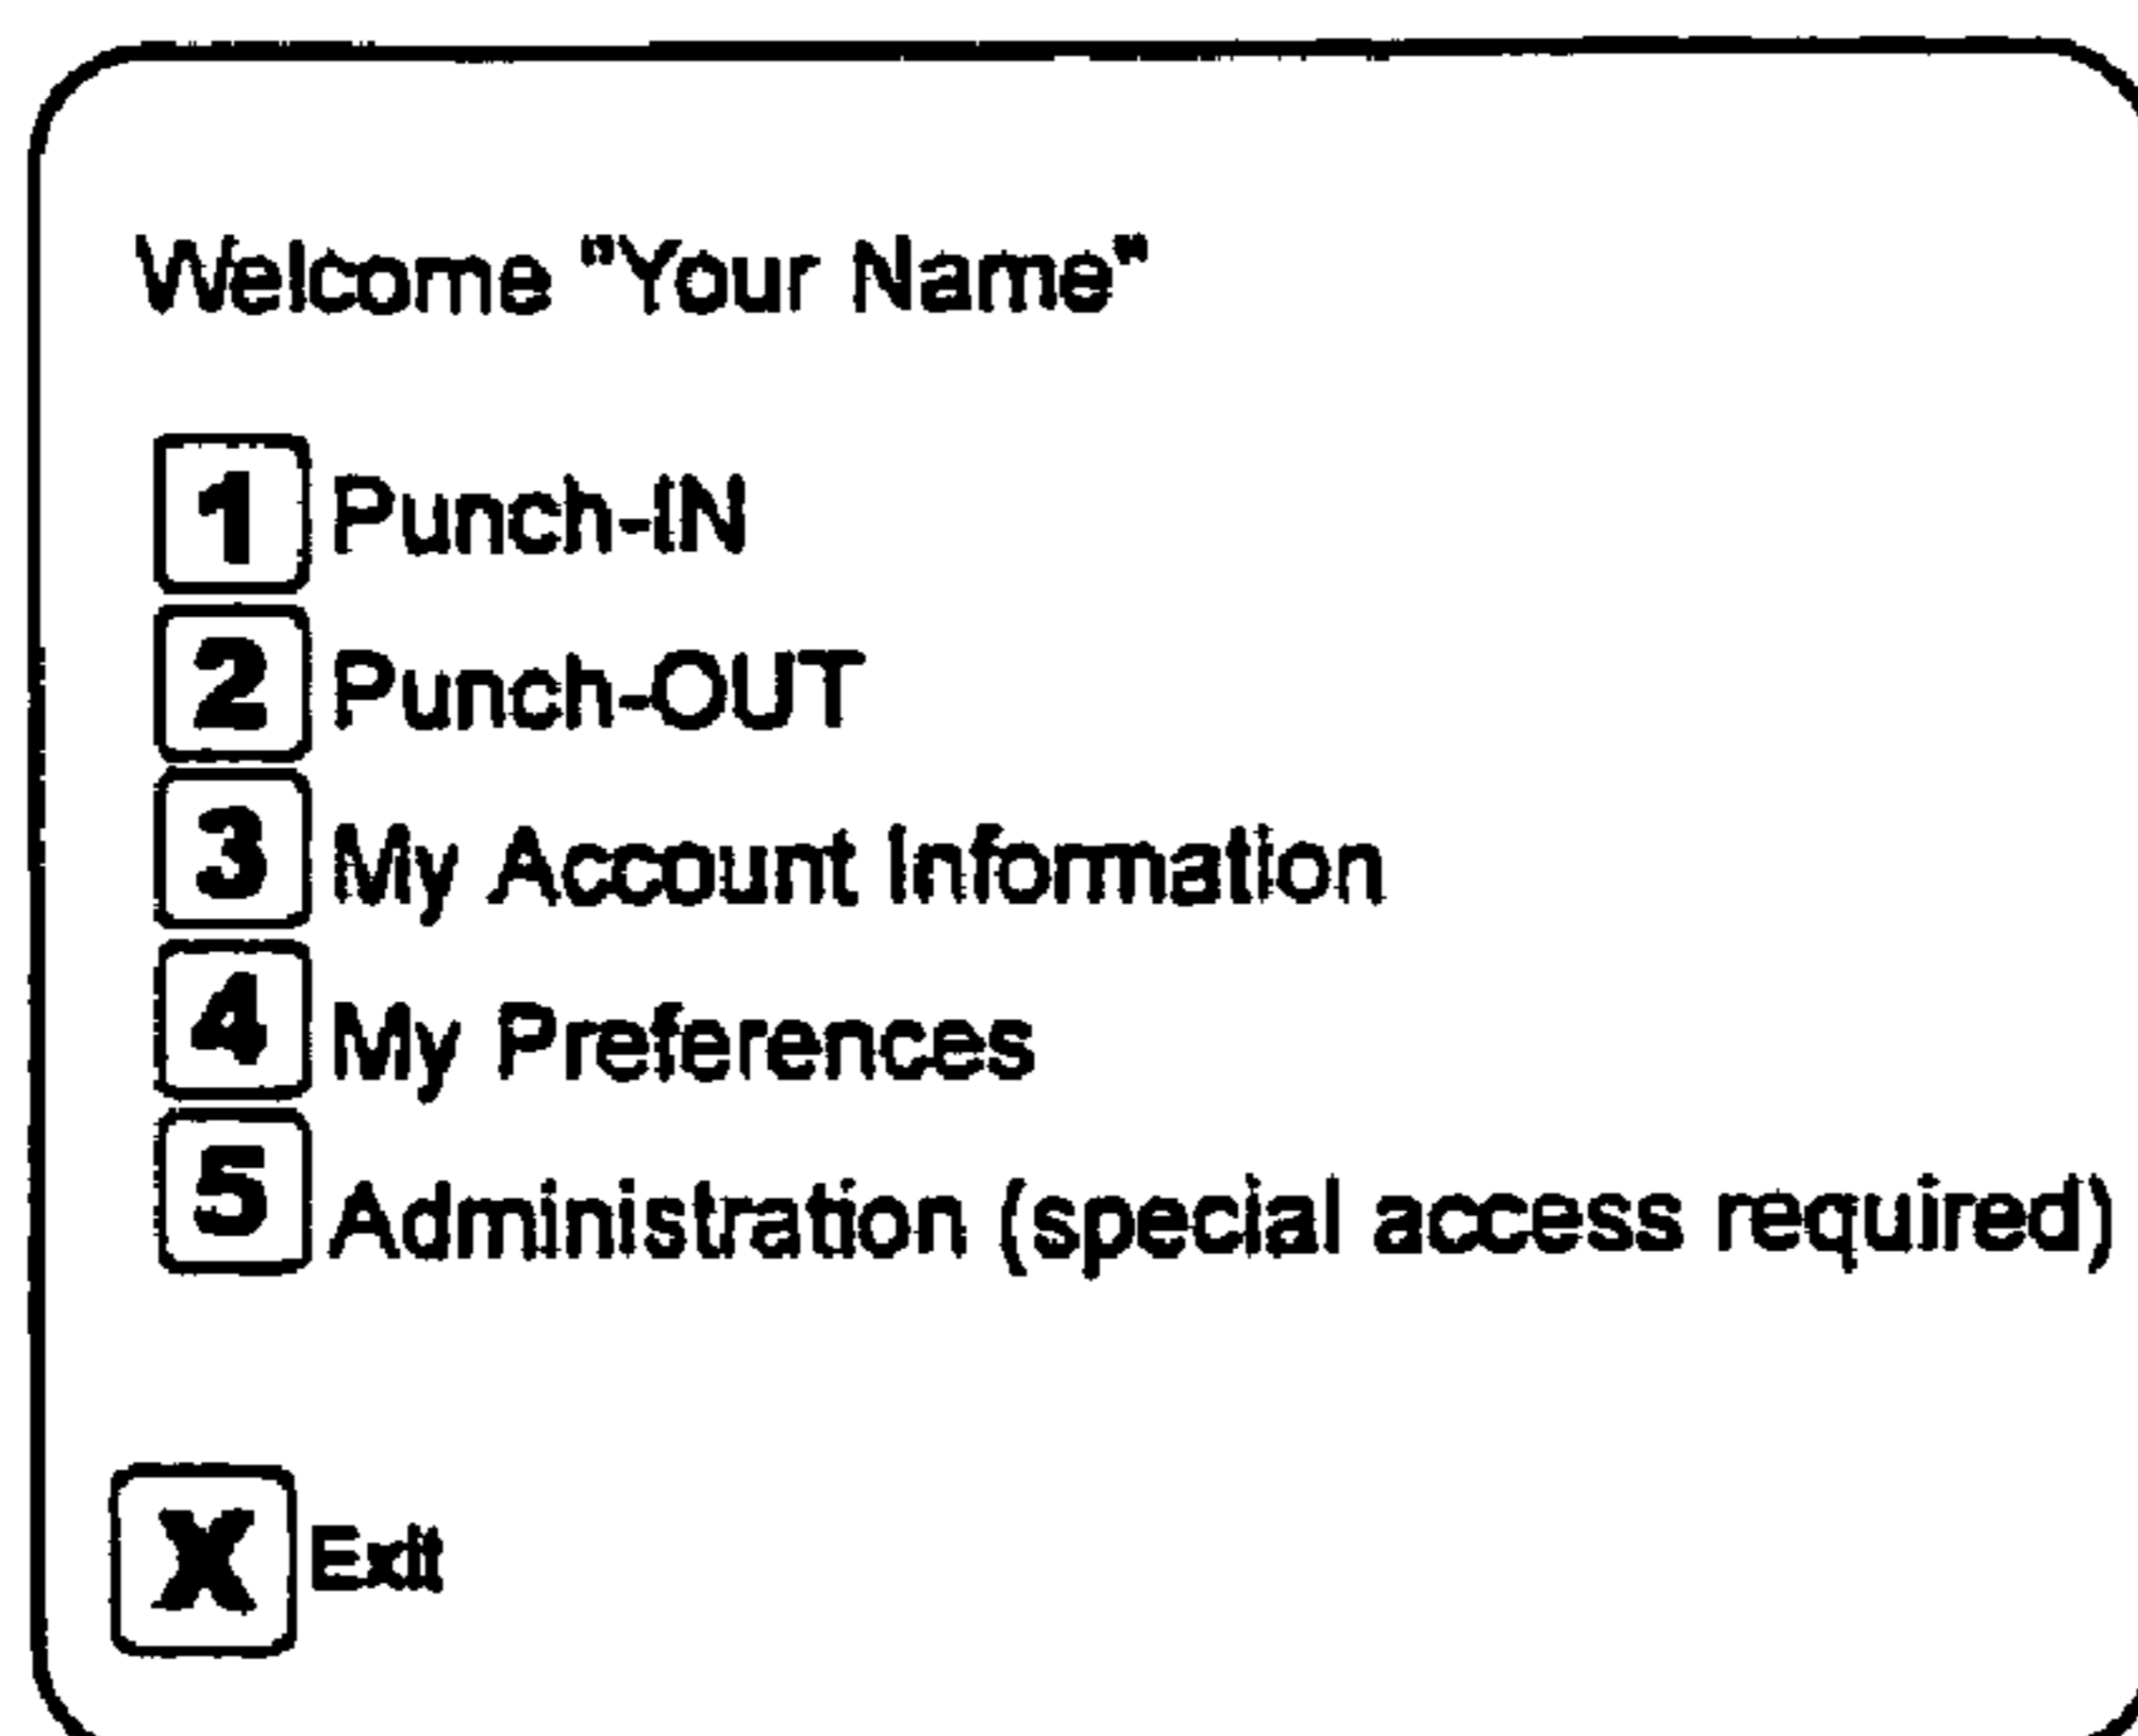 Welcome "Your Name"
1 Punch-IN
2 Punch-OUT
3 My Account Information
4 My Preferences
5 Administration (special access required)
X Exit